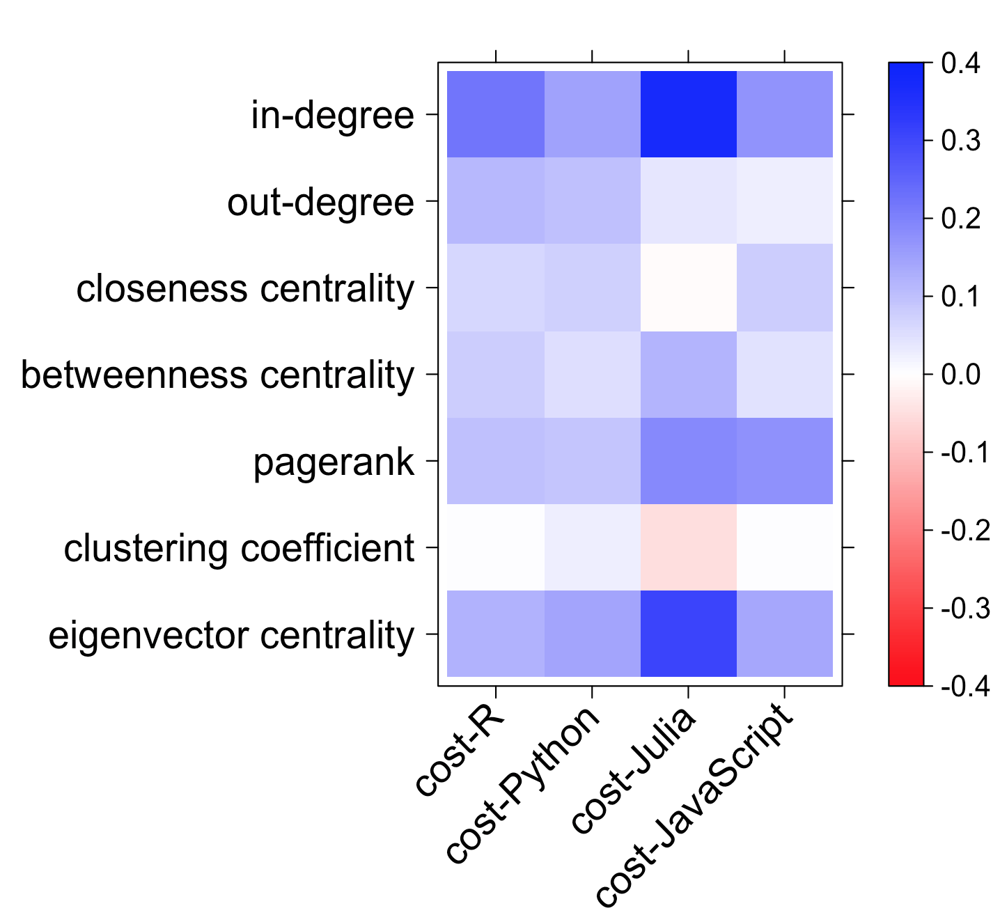 in-degree
out-degree
closeness centrality
betweenness centrality
pagerank
clustering coefficient
eigenvector centrality
cost-R
cost-Python
cost-Julia
cost-JavaScript
0.4
0.3
0.2
0.1
0.0
-0.1
-0.2
-0.3
-0.4